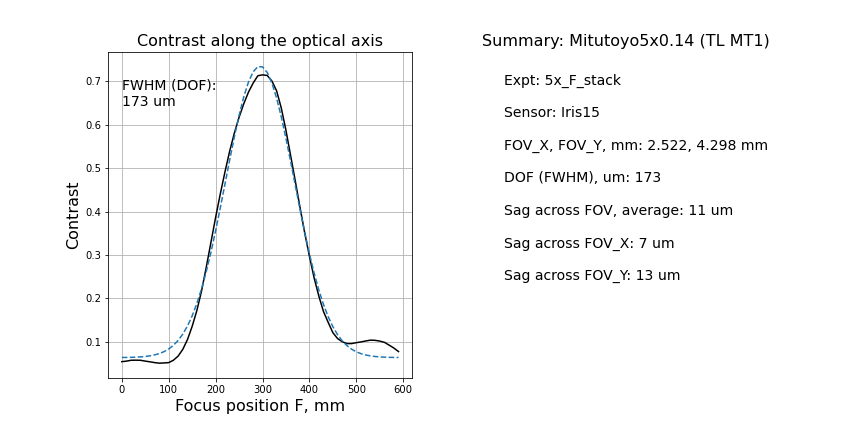 Contrast along the optical axis
FWHM (DOF):
173 um
0.7
0.6
0.5
0.4
0.3
0.2
0.1
Contrast
0 100 200 300 400 500 600
Focus position F, mm
Summary: Mitutoyo5x0.14 (TL MT1)
Expt: 5x_F_stack
Sensor: Iris15
FOV_X, FOV_Y, mm: 2.522, 4.298 mm
DOF (FWHM), um: 173
Sag across FOV, average: 11 um
Sag across FOV_X: 7 um
Sag across FOV_Y: 13 um